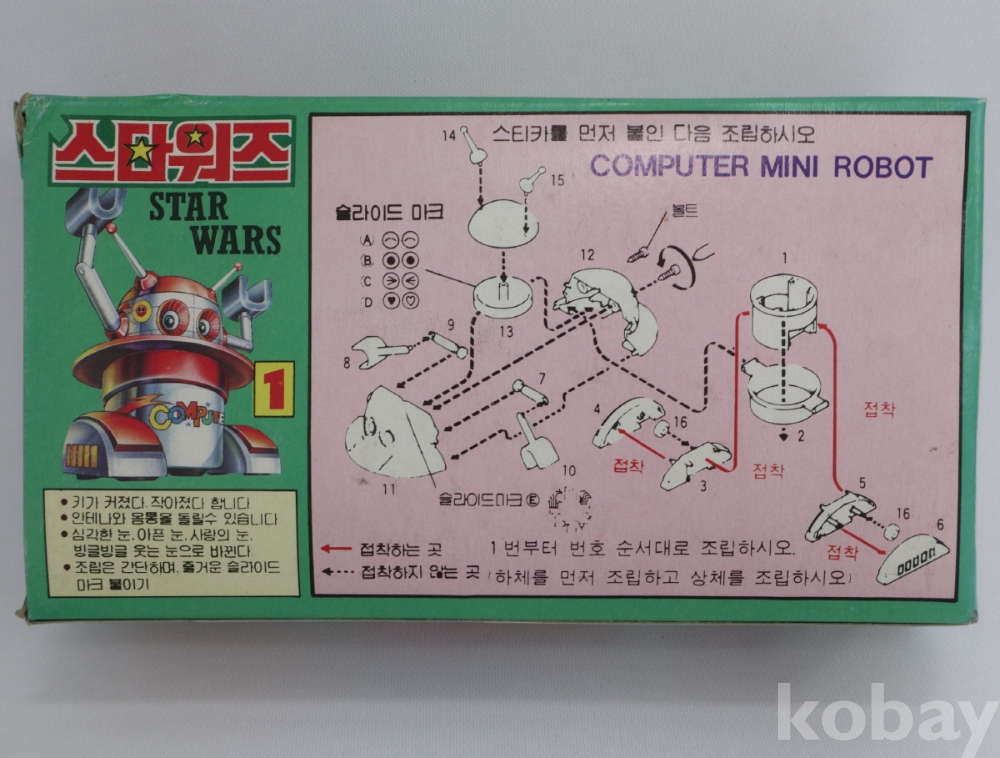 스타워즈
STAR
WARS
COMPUTE
1
• 키가 커졌다. 작아졌다 합니다
• 안테나와 몸통을 돌릴수 있습니다
• 심각한 눈. 아픈 눈. 사랑의 눈.
빙글빙글 웃는 눈으로 바뀐다.
• 조립은 간단하며. 즐거운 슬라이드
마크 붙이기
스티카를 먼저 붙인 다음 조립하시오
COMPUTER MINI ROBOT
14
15
슬라이드 마크
A
B
C
D
볼트
12
1
13
9
8
7
4
16
접착
2
접착
3
접착
10
11
슬라이드마크 E
5
16
6
접착
접착하는 곳
1번부터 번호 순서대로 조립하시오.
접착하지 않는 곳
(하체를 먼저 조립하고 상체를 조립하시오)
kobay